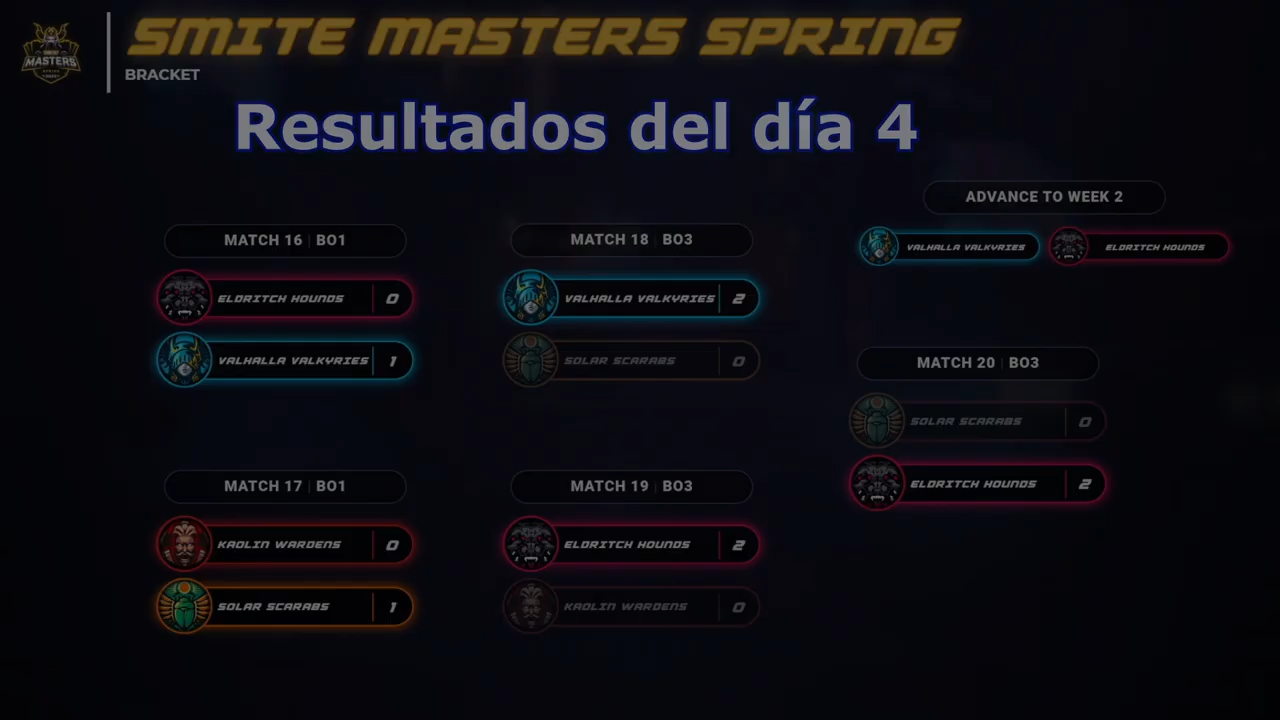 MASTERS
SMITE MASTERS SPRING
BRACKET
Resultados del día 4
ADVANCE TO WEEK 2
VALHALLA VALKYRIES
ELDRITCH HOUNDS
MATCH 16 | BO1
ELDRITCH HOUNDS 0
VALHALLA VALKYRIES 1
MATCH 18 | BO3
VALHALLA VALKYRIES 2
SOLAR SCARABS 0
MATCH 20 | BO3
SOLAR SCARABS 0
ELDRITCH HOUNDS 2
MATCH 17 | BO1
KAOLIN WARDENS 0
SOLAR SCARABS 1
MATCH 19 | BO3
ELDRITCH HOUNDS 2
KAOLIN WARDENS 0